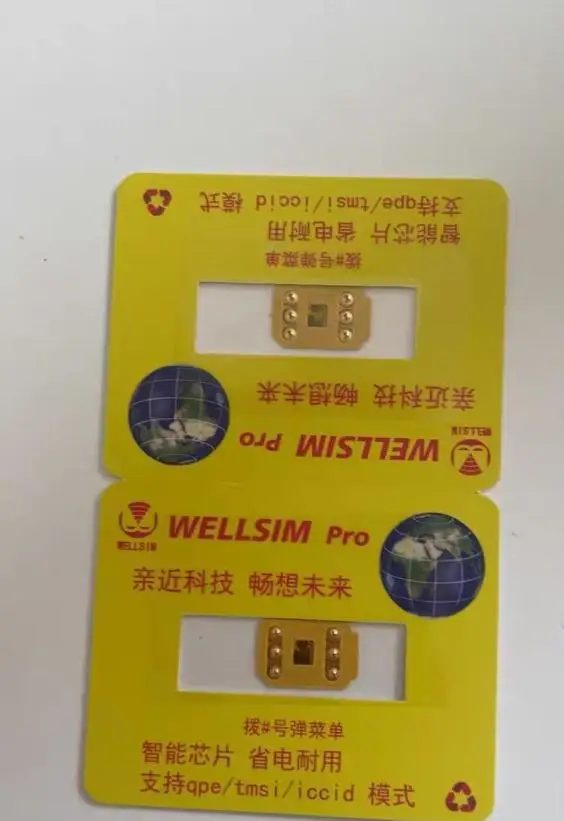 支持qpe/tmsi/iccid 模式
智能芯片 省电耐用
拨#号弹菜单
亲近科技 畅想未来
WELLSIM Pro
WELLSIM
WELLSIM Pro
WELLSIM
亲近科技 畅想未来
拨#号弹菜单
智能芯片 省电耐用
支持qpe/tmsi/iccid 模式